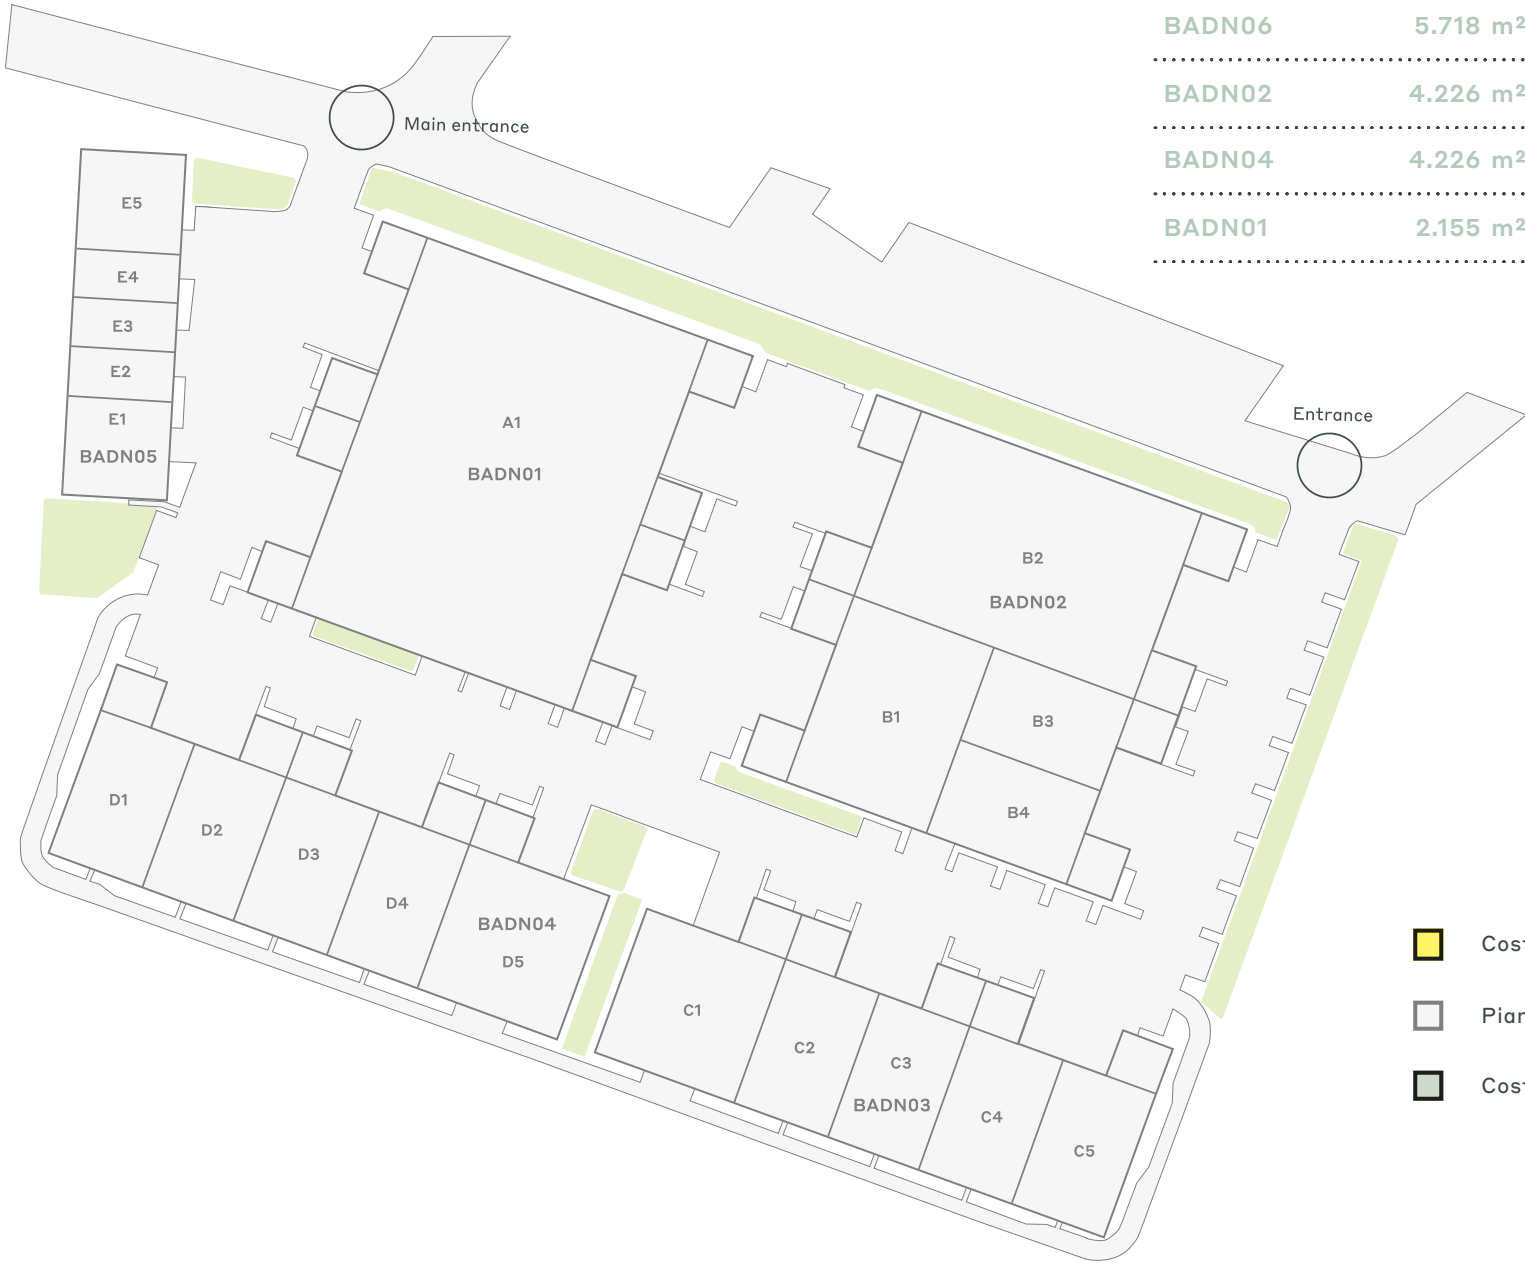 BADN06 5.718 m²
BADN02 4.226 m²
BADN04 4.226 m²
BADN01 2.155 m²
Main entrance
Entrance
E5
E4
E3
E2
E1
BADN05
A1
BADN01
B2
BADN02
B1
B3
B4
D1
D2
D3
D4
BADN04
D5
C1
C2
C3
BADN03
C4
C5